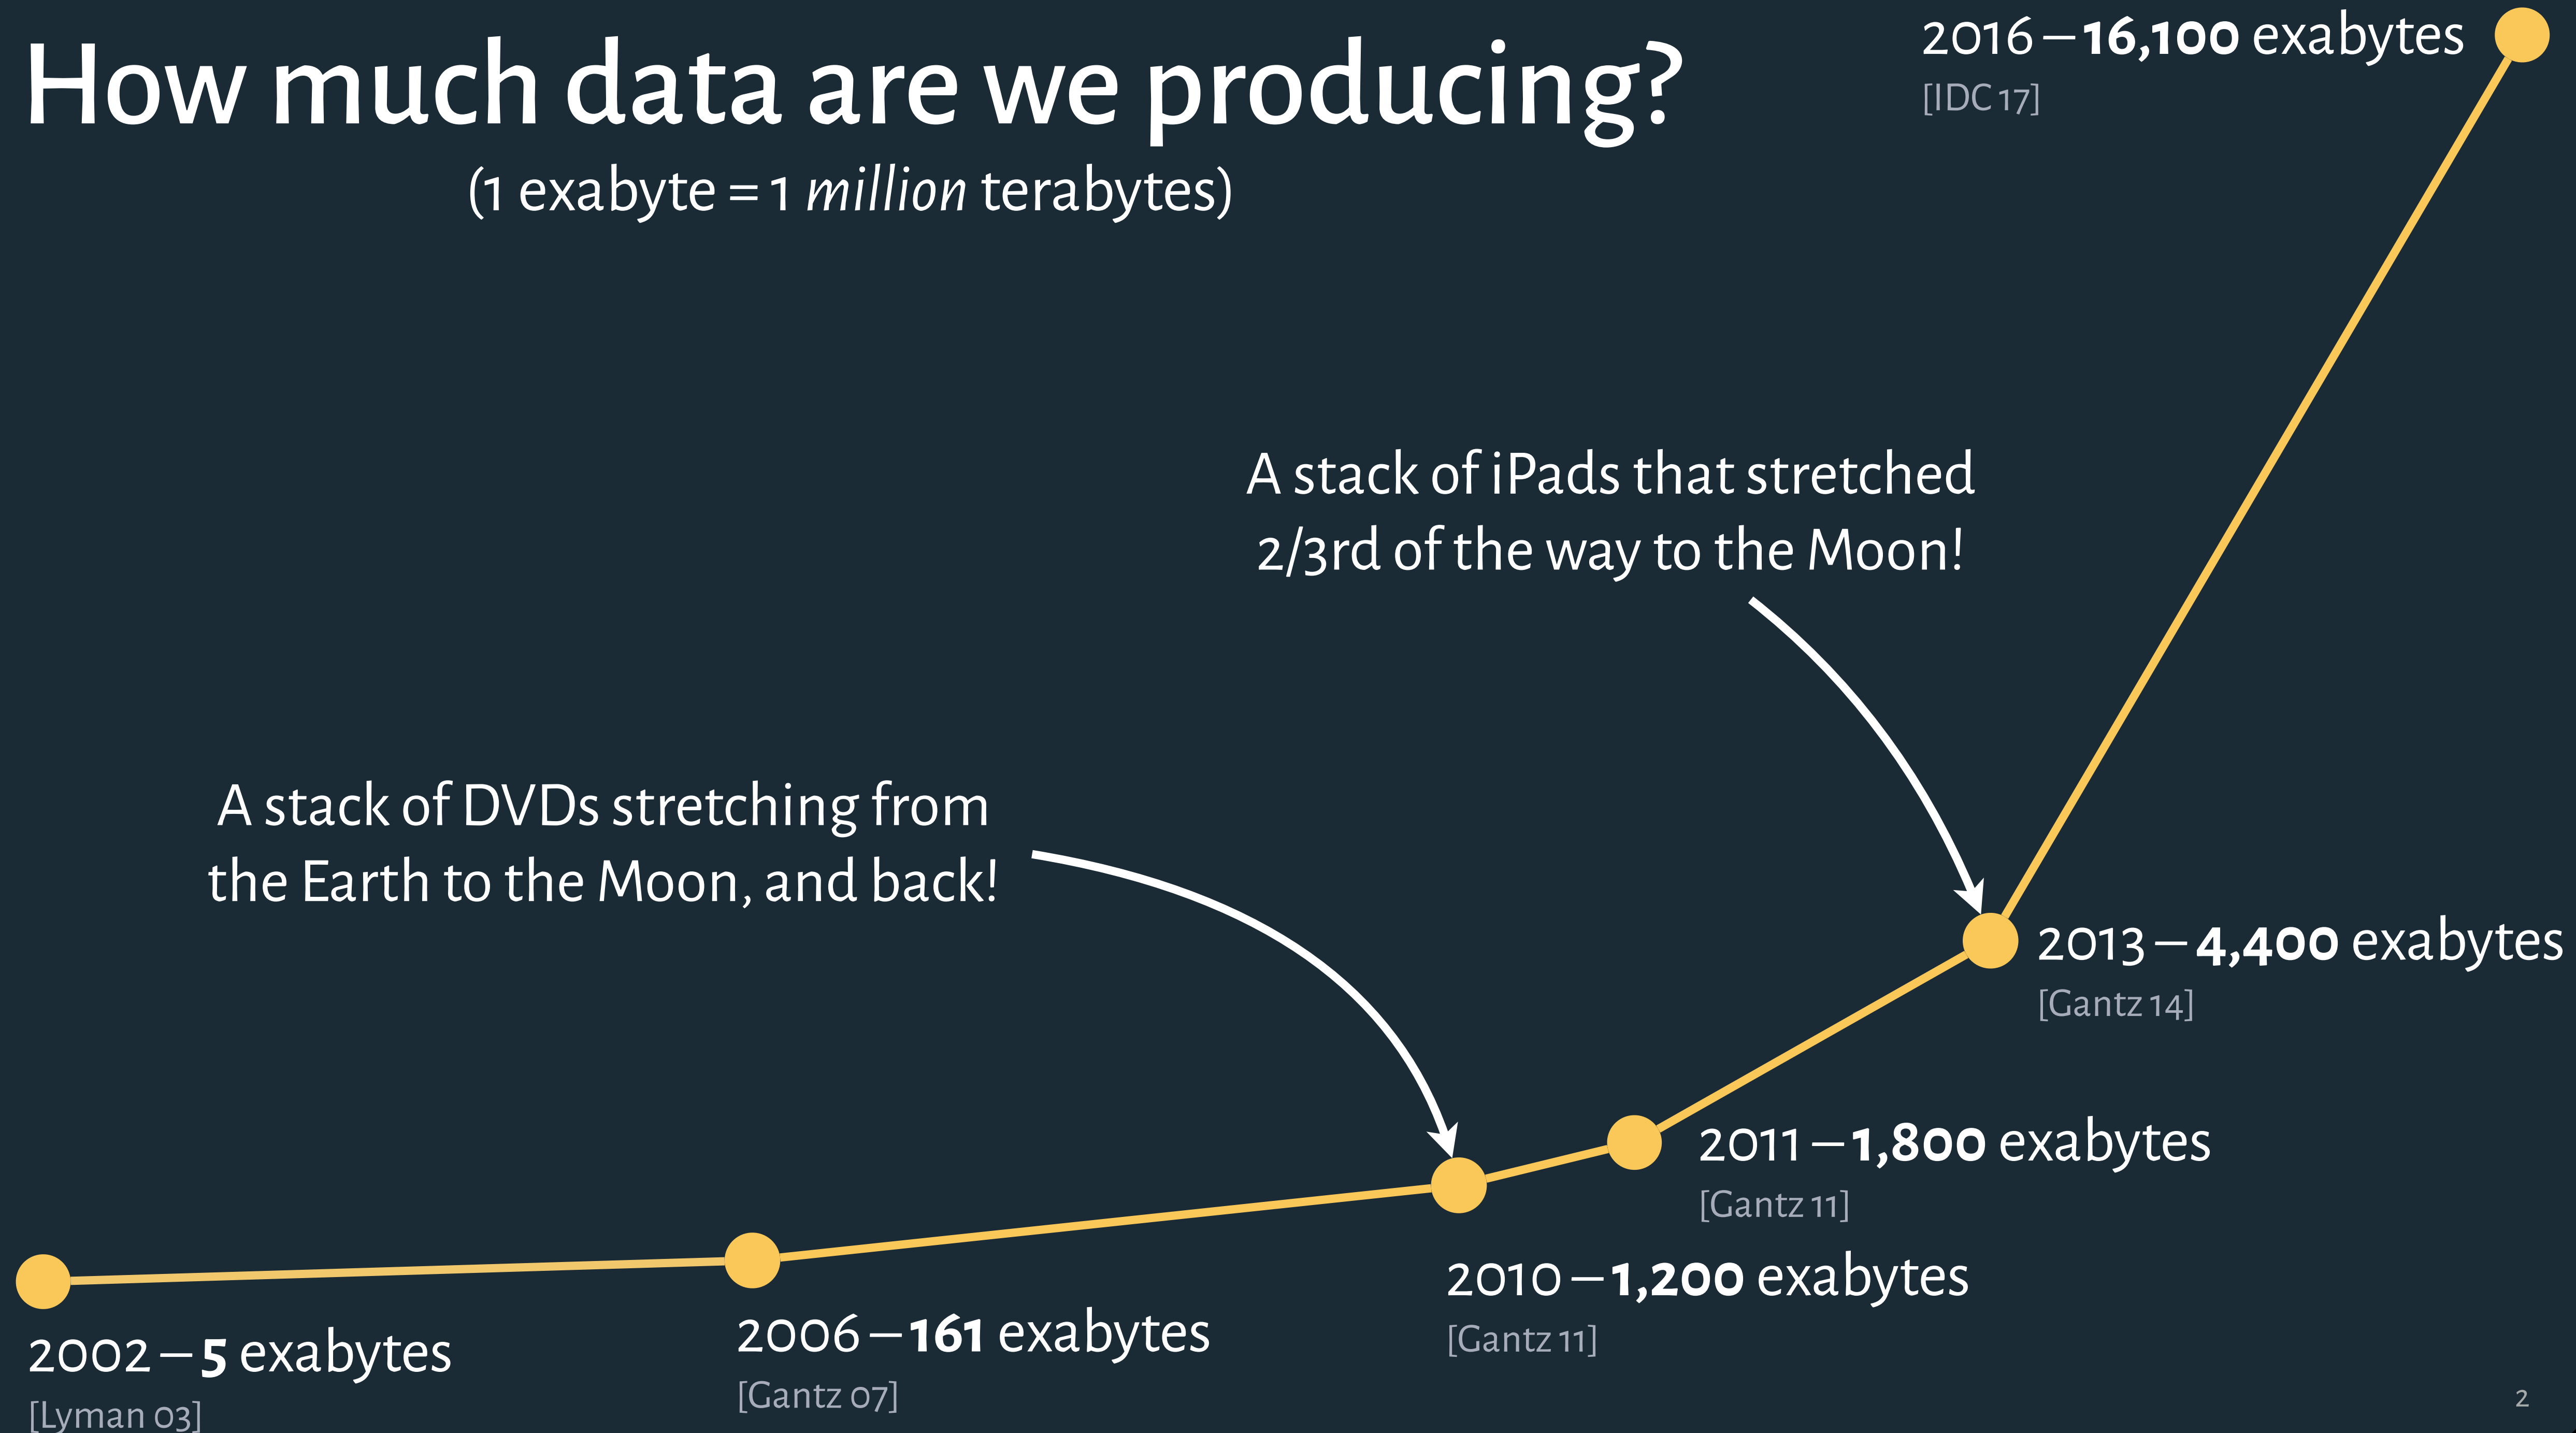 How much data are we producing?
(1 exabyte = 1 million terabytes)
2016 – 16,100 exabytes
[IDC 17]
A stack of iPads that stretched
2/3rd of the way to the Moon!
A stack of DVDs stretching from
the Earth to the Moon, and back!
2013 – 4,400 exabytes
[Gantz 14]
2011 – 1,800 exabytes
[Gantz 11]
2010 – 1,200 exabytes
[Gantz 11]
2006 – 161 exabytes
[Gantz 07]
2002 – 5 exabytes
[Lyman 03]
2